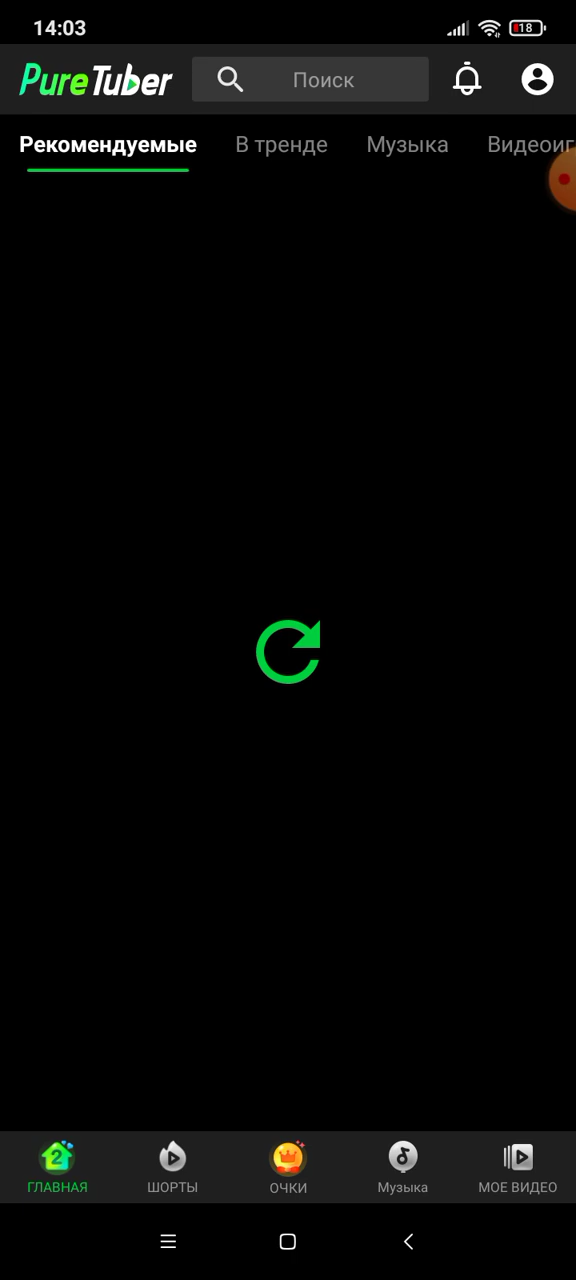 14:03
18
PureTuber
Поиск
Рекомендуемые
В тренде
Музыка
Видеоиг
2
ГЛАВНАЯ
ШОРТЫ
ОЧКИ
Музыка
МОЕ ВИДЕО